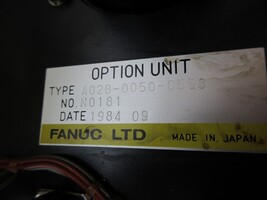 OPTION UNIT
TYPE
NO. N0181
DATE 1984 09
FANUC LTD MADE IN JAPAN